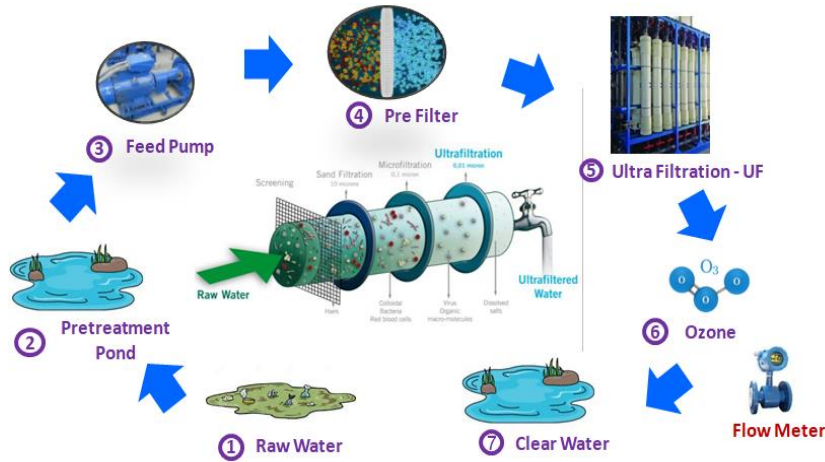 ③ Feed Pump
④ Pre Filter
⑤ Ultra Filtration - UF
Screening
Sand Filtration
10 microns
Microfiltration
0,1 micron
Ultrafiltration
0,01 micron
Raw Water
Hairs
Colloidal
Bacteria
Red blood cells
Virus
Organic
macro-molecules
Dissolved
salts
Ultrafiltered
Water
② Pretreatment
Pond
O₃
O
O
O
⑥ Ozone
① Raw Water
⑦ Clear Water
Flow Meter